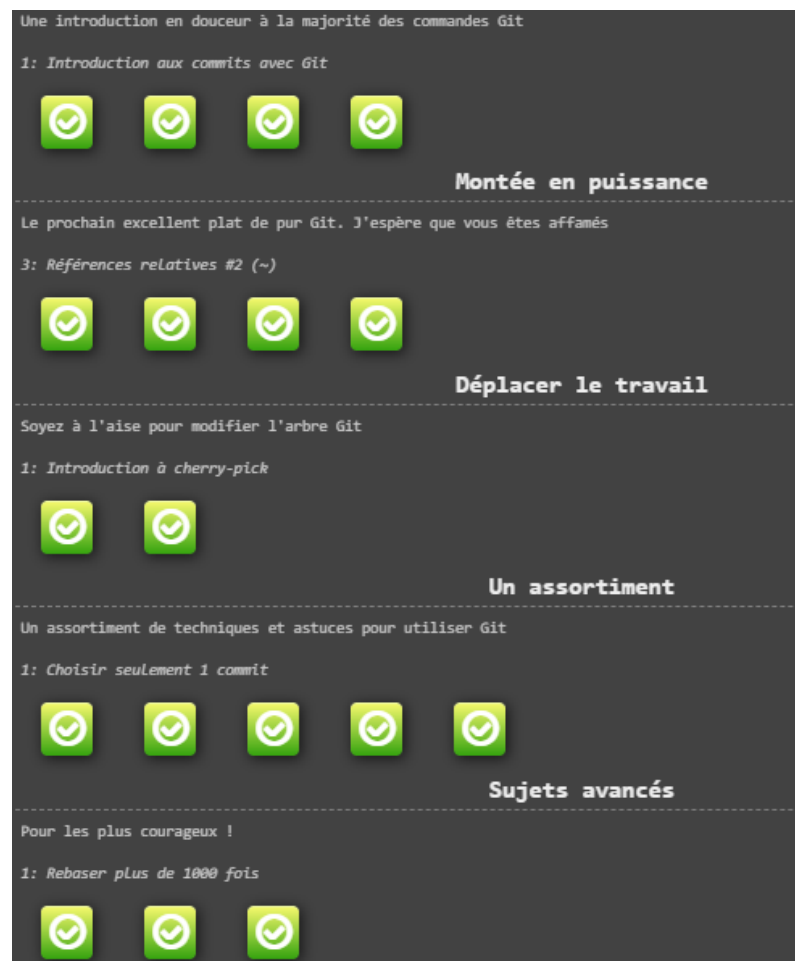 Une introduction en douceur à la majorité des commandes Git
1: Introduction aux commits avec Git
Montée en puissance
Le prochain excellent plat de pur Git. J'espère que vous êtes affamés
3: Références relatives #2 (~)
Déplacer le travail
Soyez à l'aise pour modifier l'arbre Git
1: Introduction à cherry-pick
Un assortiment
Un assortiment de techniques et astuces pour utiliser Git
1: Choisir seulement 1 commit
Sujets avancés
Pour les plus courageux !
1: Rebaser plus de 1000 fois